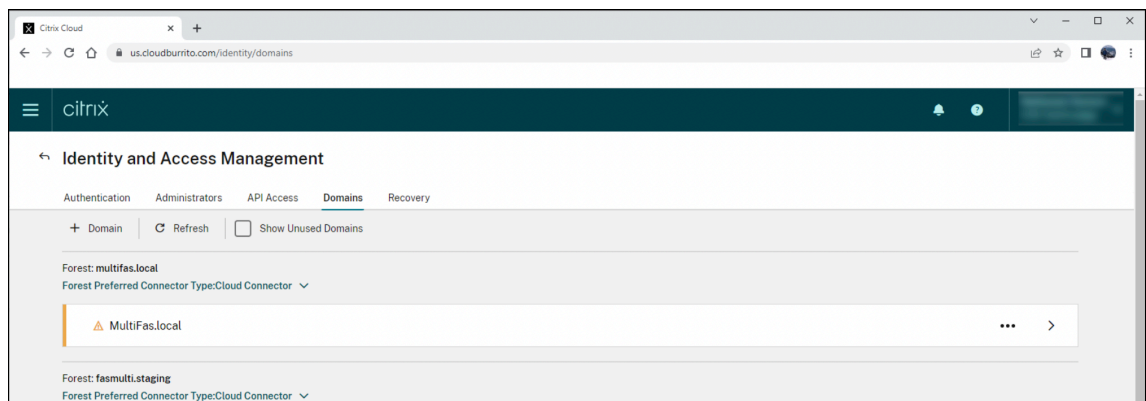 Citrix Cloud
us.cloudburrito.com/identity/domains
citrix
Identity and Access Management
Authentication Administrators API Access Domains Recovery
+ Domain Refresh Show Unused Domains
Forest: multifas.local
Forest Preferred Connector Type:Cloud Connector
MultiFas.local
Forest: fasmulti.staging
Forest Preferred Connector Type:Cloud Connector